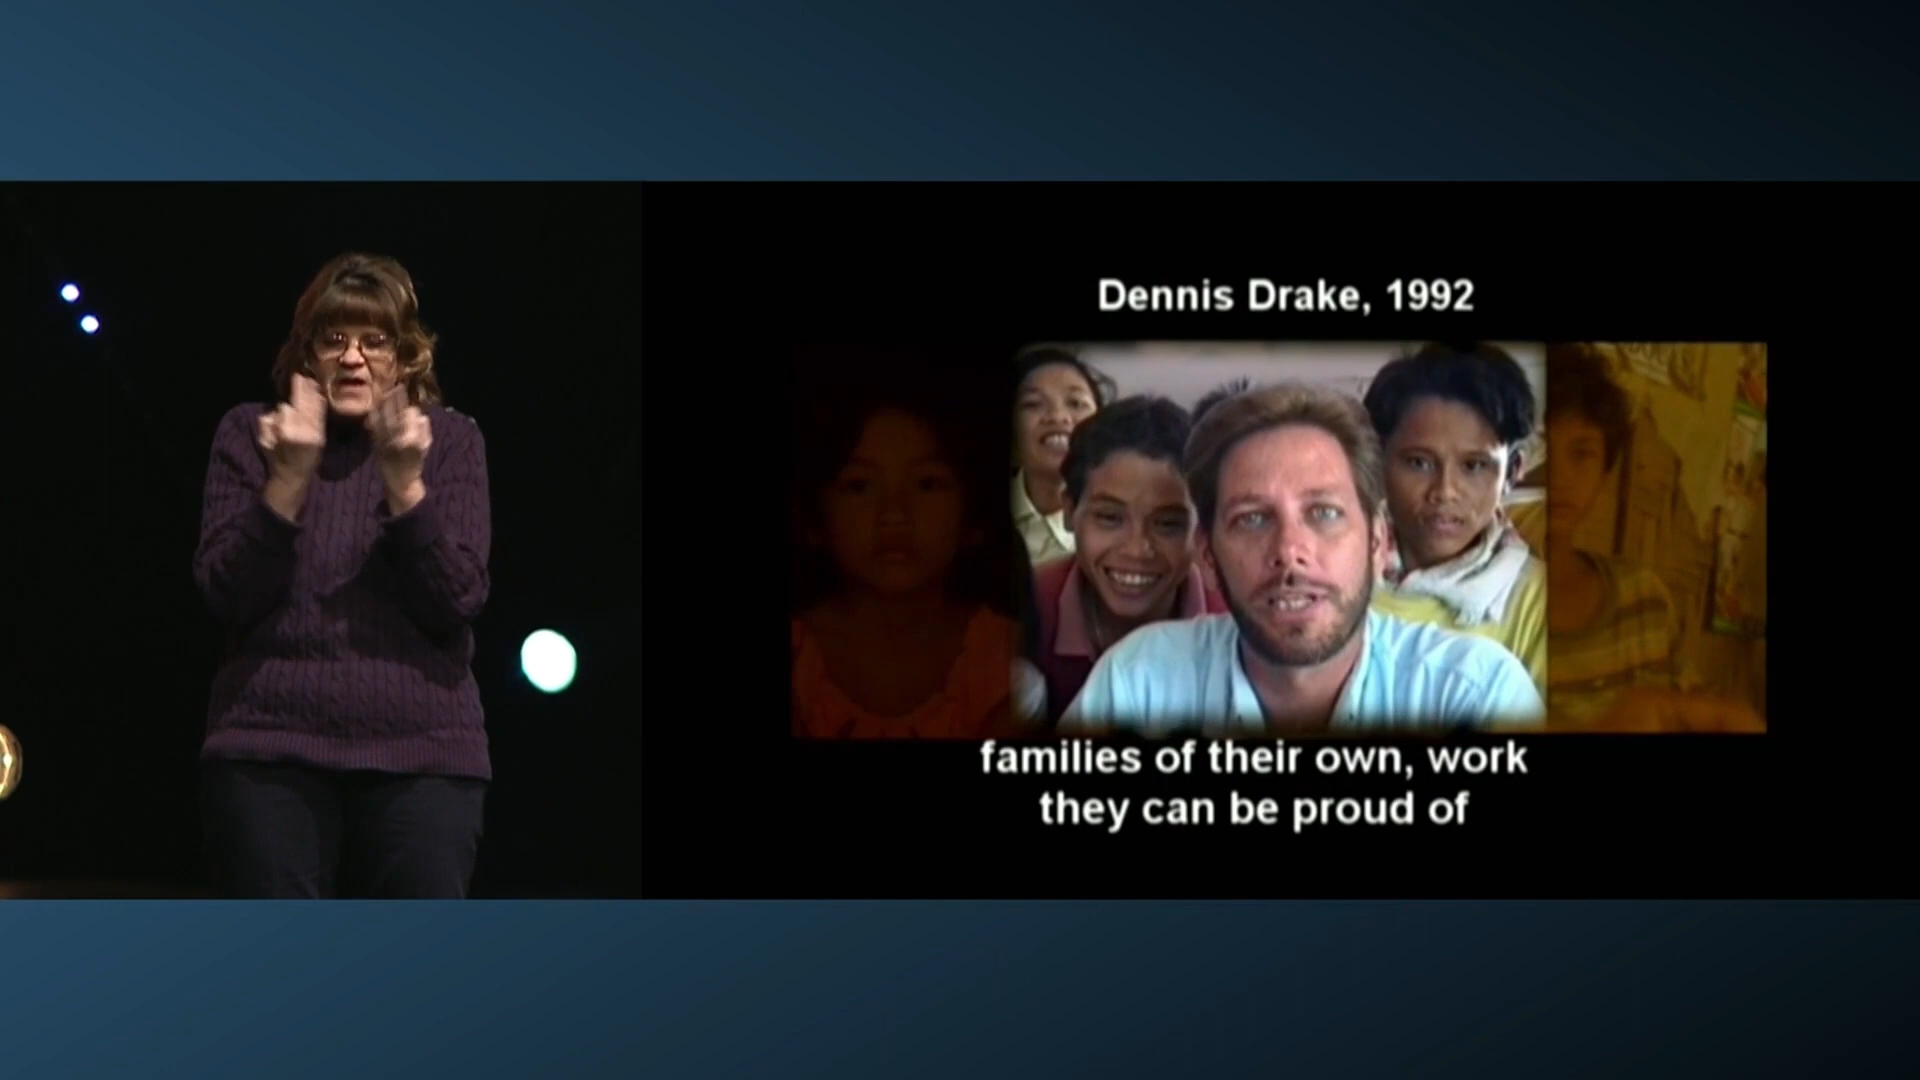 Dennis Drake, 1992
families of their own, work
they can be proud of